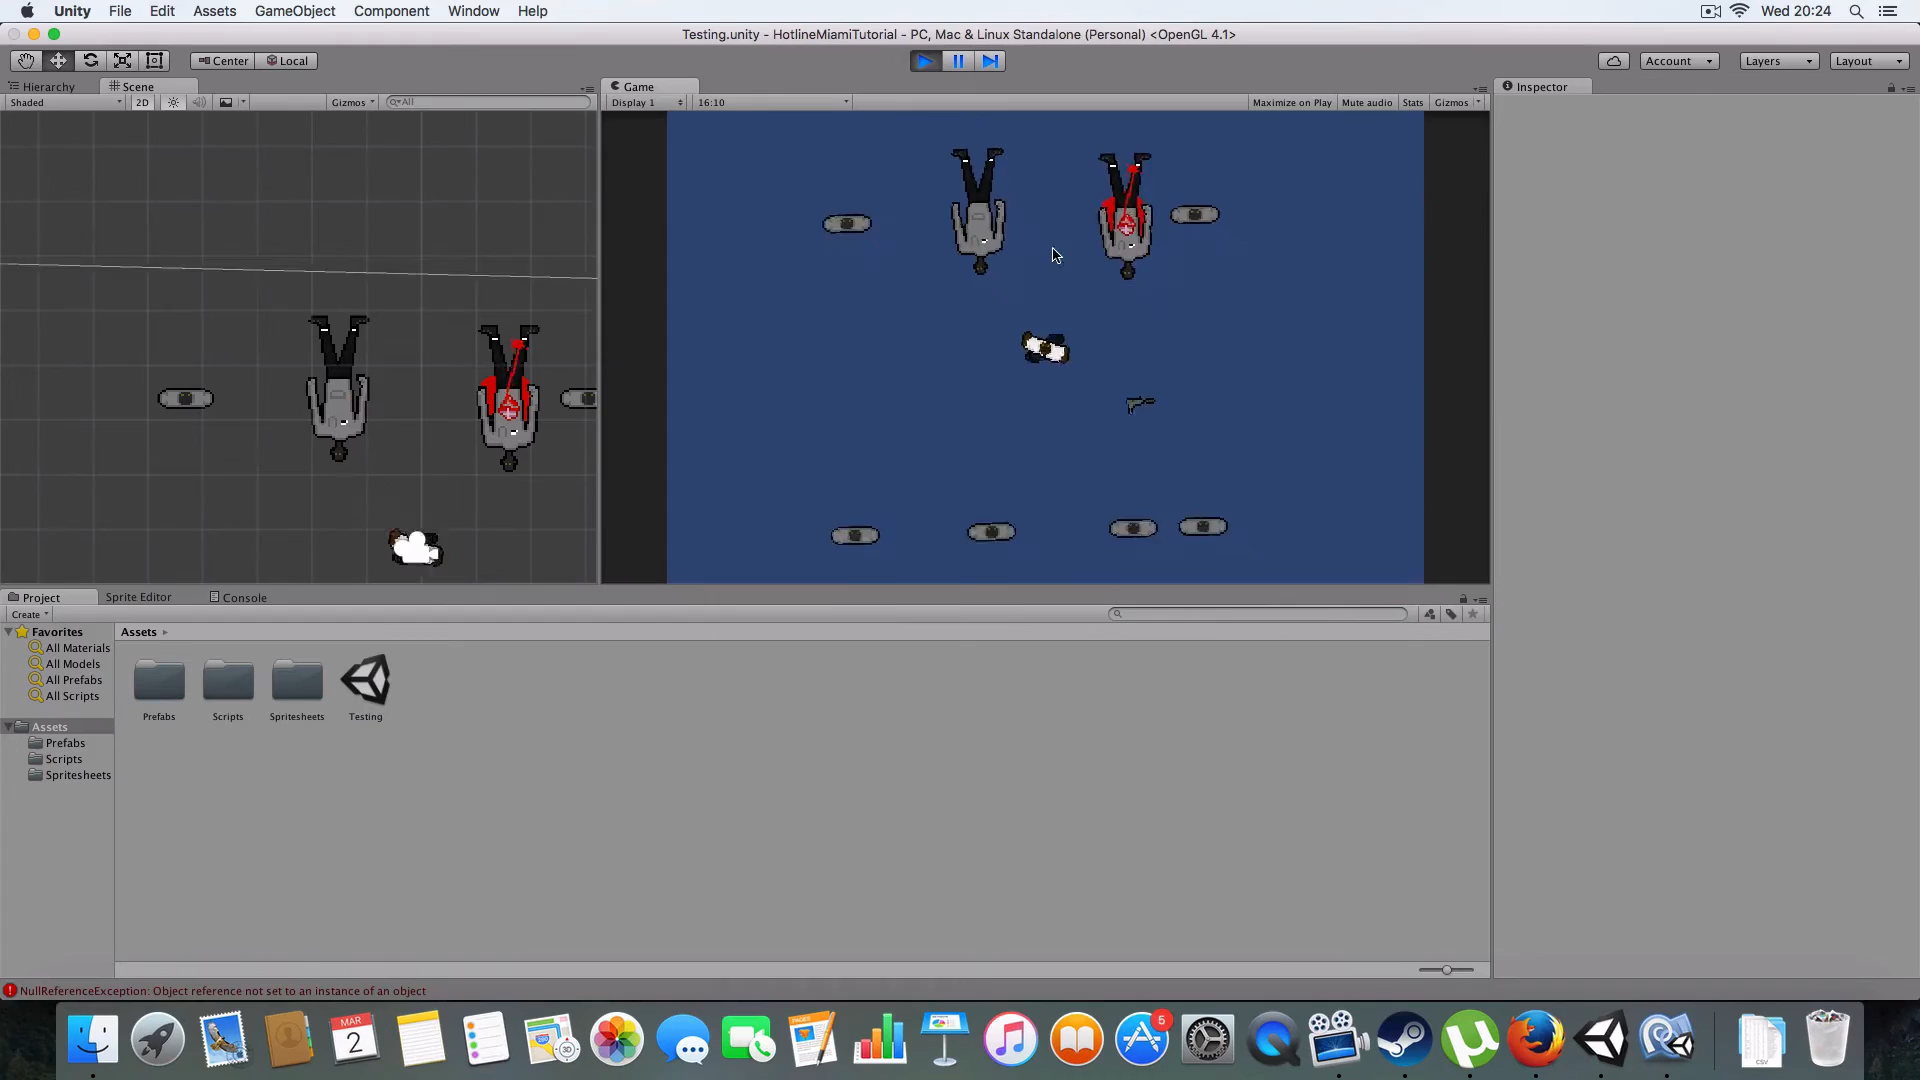 Unity File Edit Assets GameObject Component Window Help Wed 20:24
Testing.unity - HotlineMiamiTutorial - PC, Mac & Linux Standalone (Personal) <OpenGL 4.1>
Center Local Account Layers Layout
Hierarchy Scene Game Inspector
Shaded 2D Gizmos All Display 1 16:10 Maximize on Play Mute audio Stats Gizmos
Project Sprite Editor Console
Create
Favorites Assets
All Materials
All Models
All Prefabs
All Scripts
Prefabs Scripts Spritesheets Testing
Assets
Prefabs
Scripts
Spritesheets
NullReferenceException: Object reference not set to an instance of an object
MAR
2
3D
PAGES
5
CSV